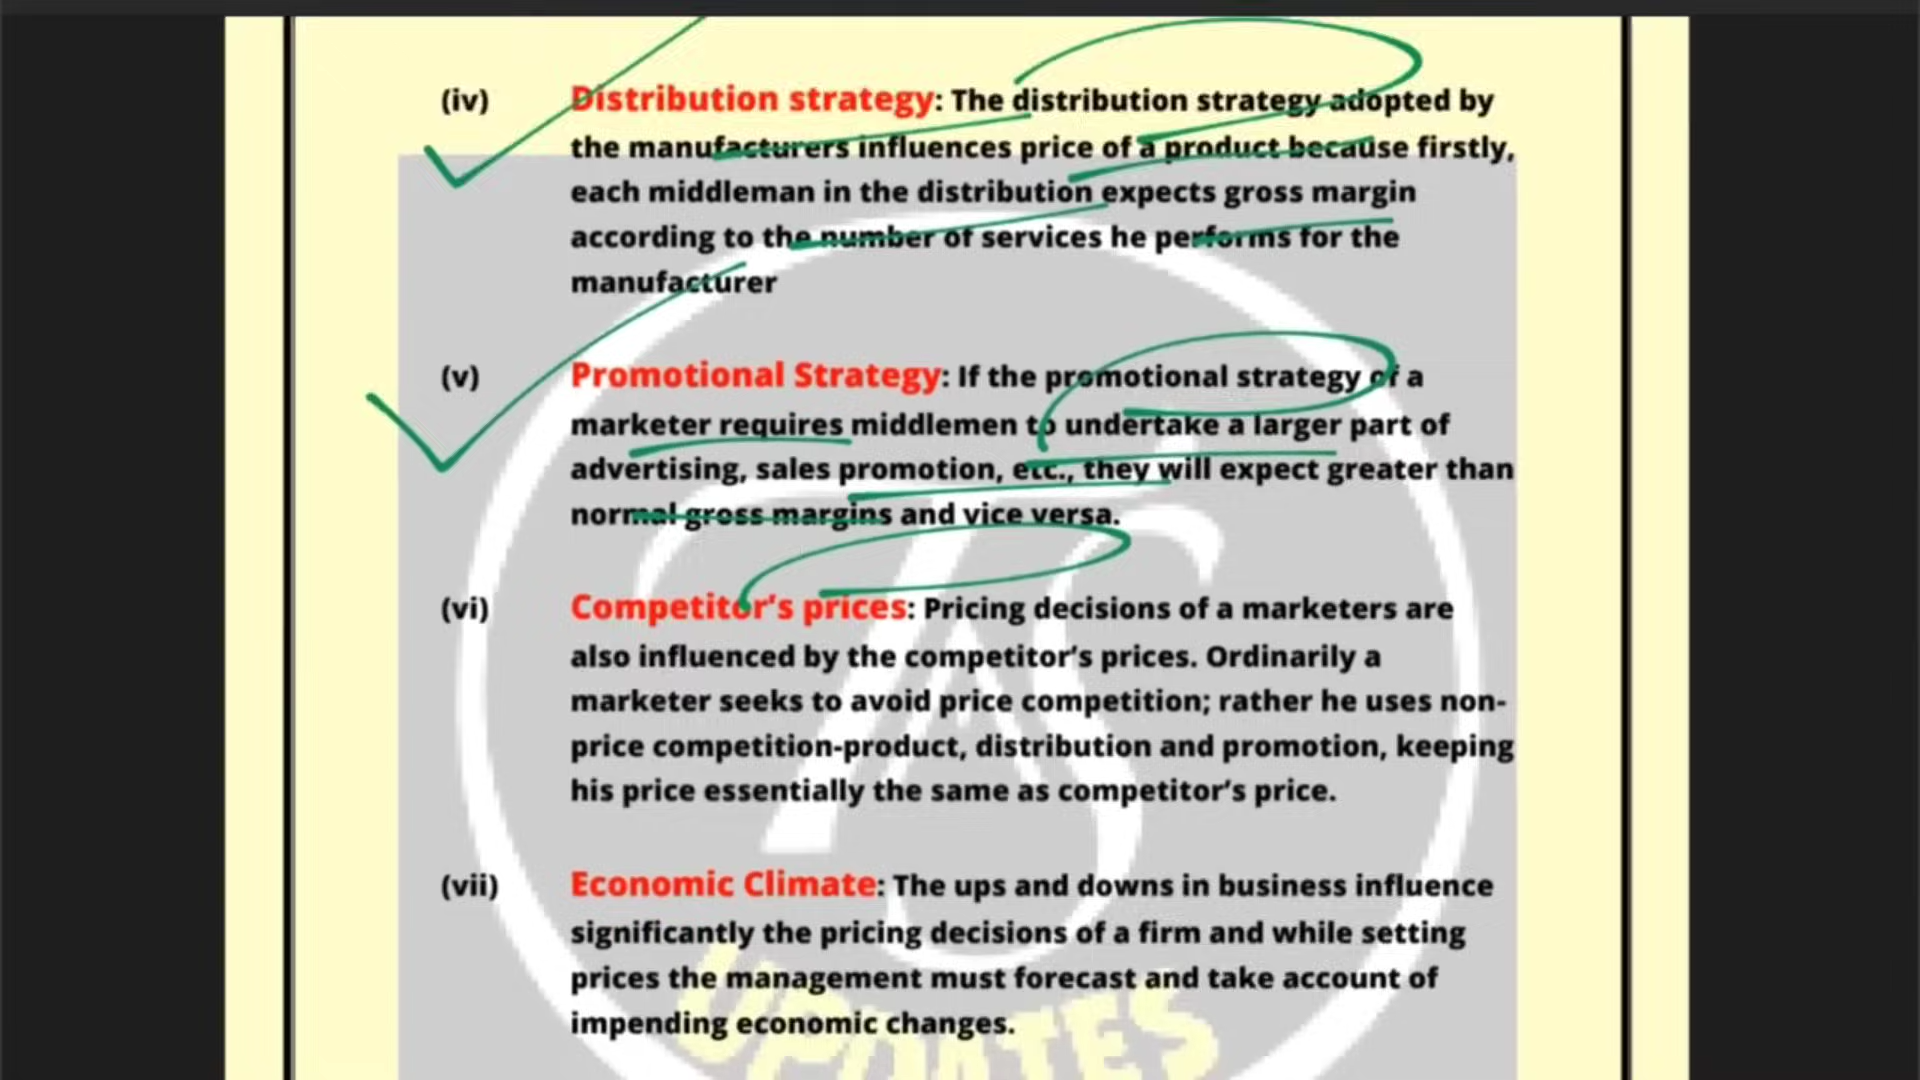 (iv) Distribution strategy: The distribution strategy adopted by
the manufacturers influences price of a product because firstly,
each middleman in the distribution expects gross margin
according to the number of services he performs for the
manufacturer
(v) Promotional Strategy: If the promotional strategy of a
marketer requires middlemen to undertake a larger part of
advertising, sales promotion, etc., they will expect greater than
normal gross margins and vice versa.
(vi) Competitor's prices: Pricing decisions of a marketers are
also influenced by the competitor's prices. Ordinarily a
marketer seeks to avoid price competition; rather he uses non-
price competition-product, distribution and promotion, keeping
his price essentially the same as competitor's price.
(vii) Economic Climate: The ups and downs in business influence
significantly the pricing decisions of a firm and while setting
prices the management must forecast and take account of
impending economic changes.
UPDATES